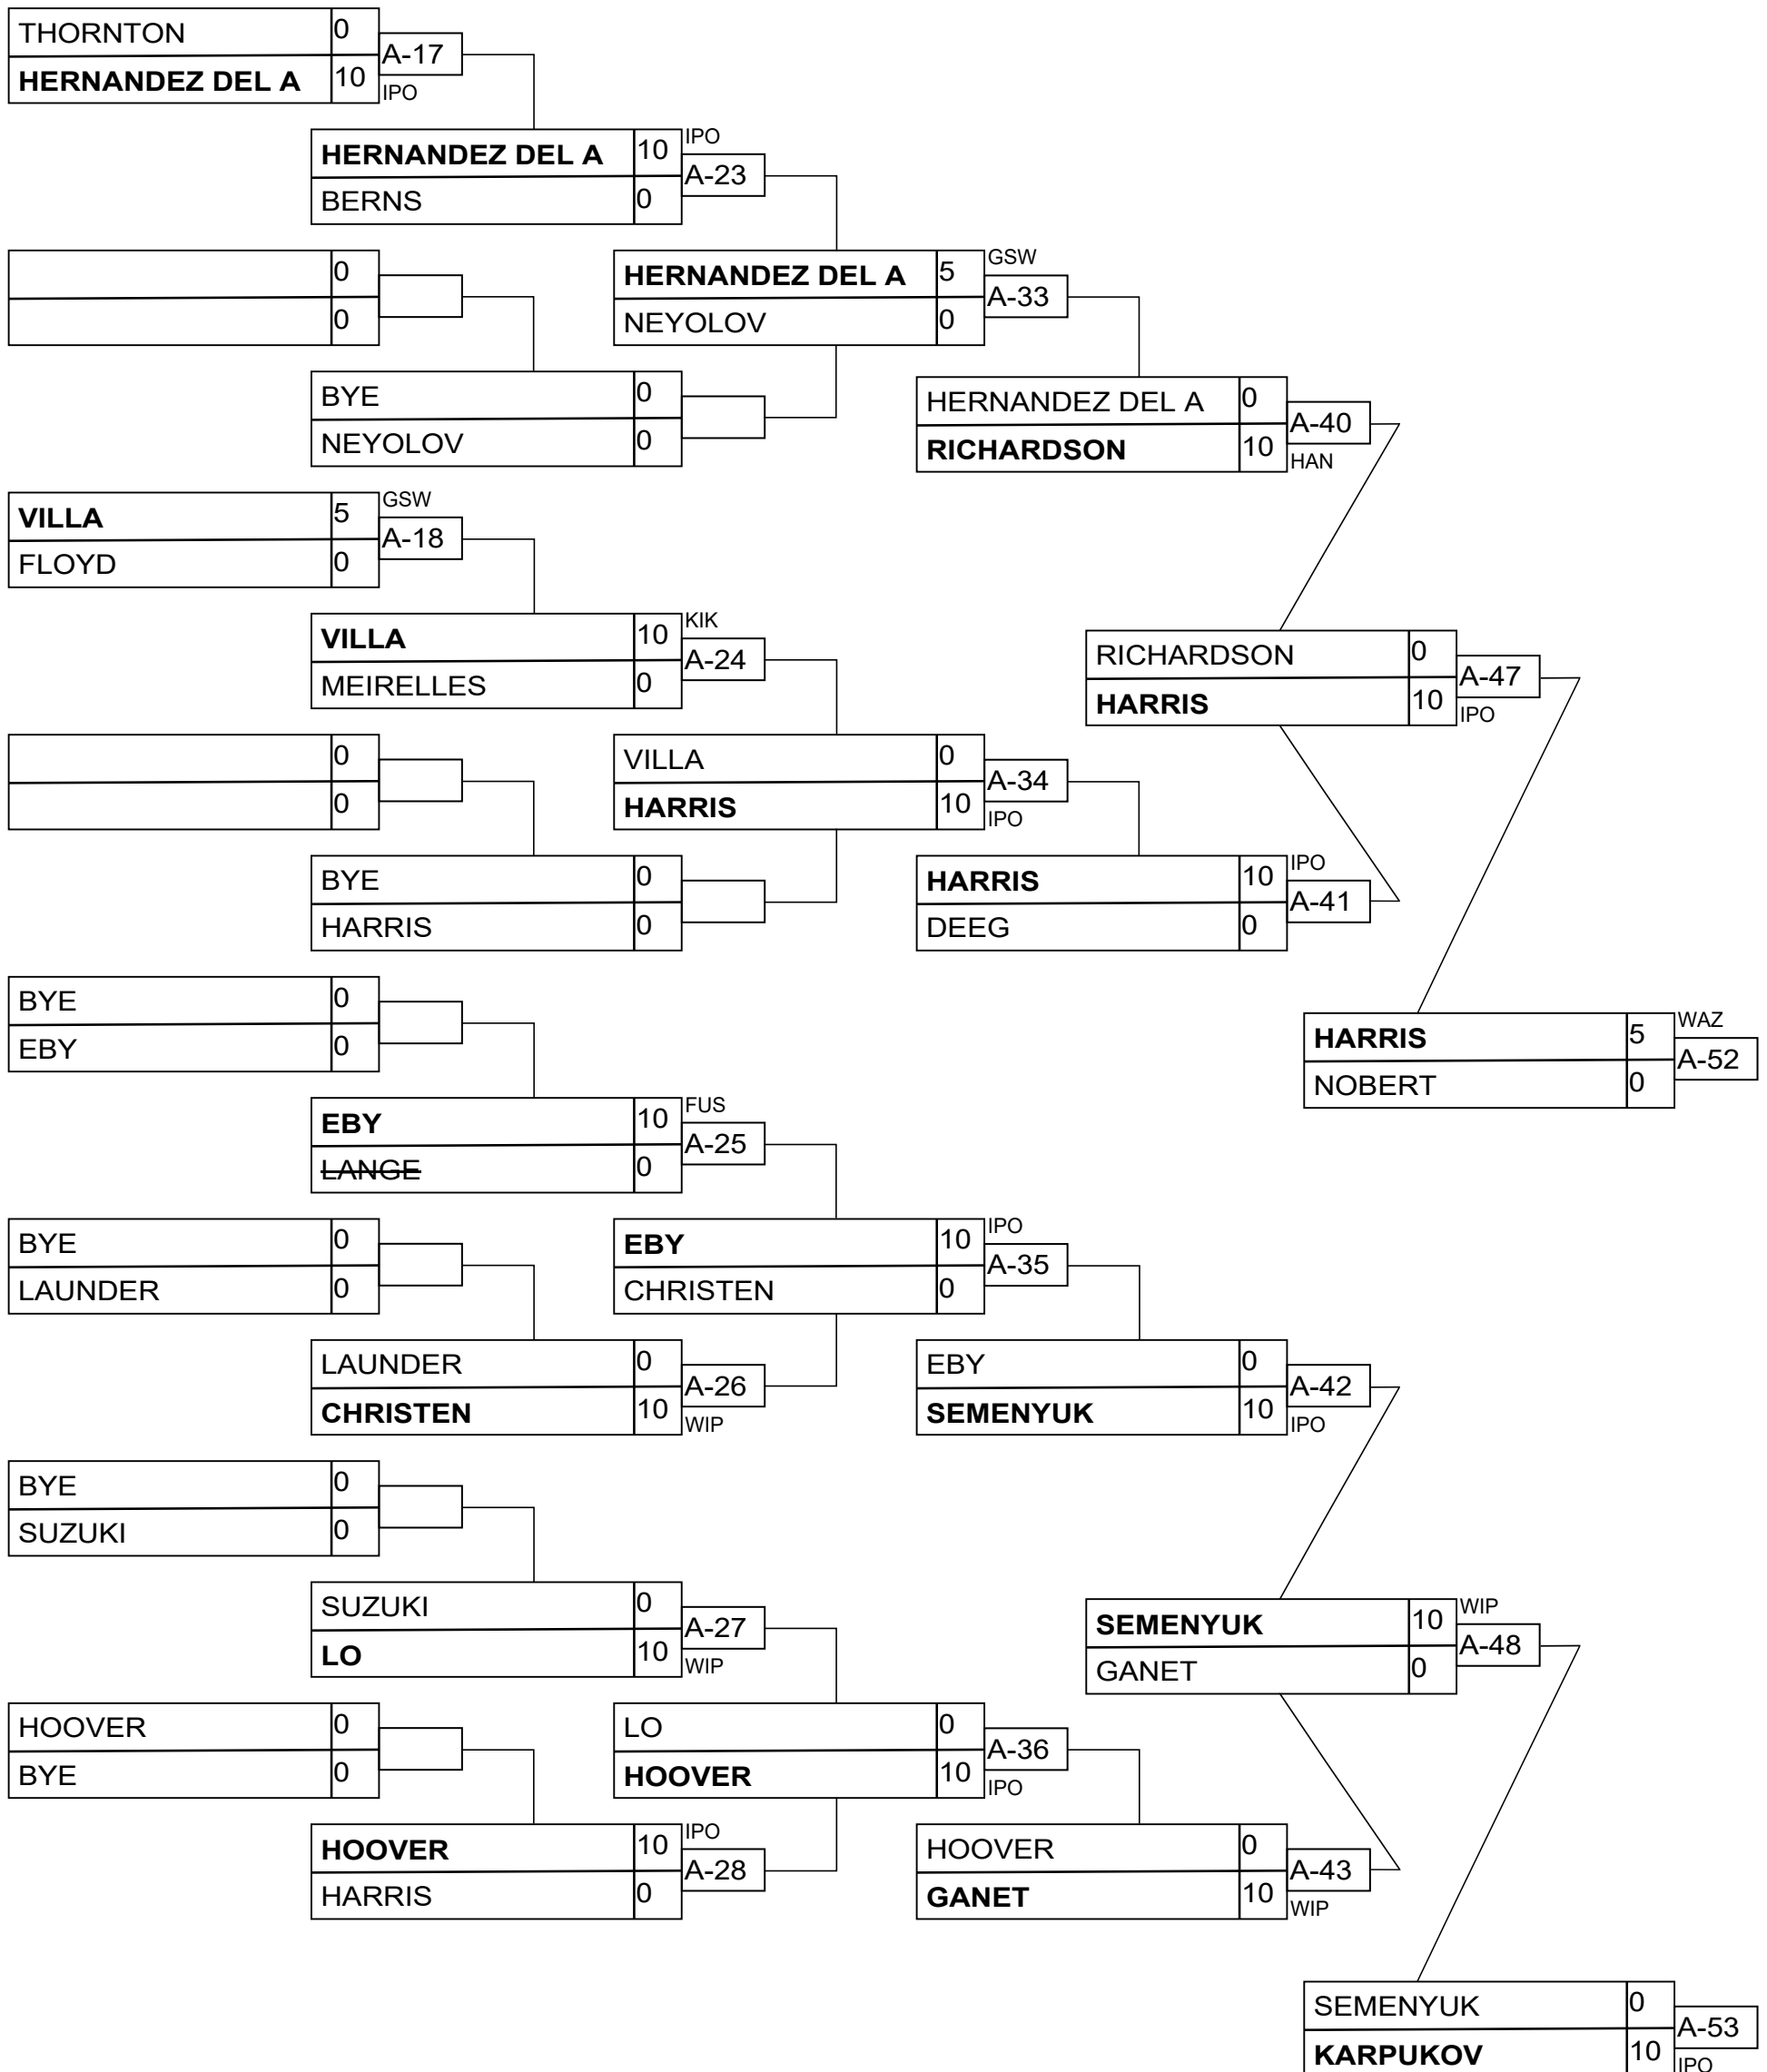 THORNTON 0
A-17
HERNANDEZ DEL A 10
IPO
HERNANDEZ DEL A 10 IPO
A-23
BERNS 0
0
0
HERNANDEZ DEL A 5 GSW
A-33
NEYOLOV 0
BYE 0
NEYOLOV 0
HERNANDEZ DEL A 0
A-40
RICHARDSON 10
HAN
VILLA 5 GSW
A-18
FLOYD 0
VILLA 10 KIK
A-24
MEIRELLES 0
RICHARDSON 0
A-47
HARRIS 10
IPO
0
0
VILLA 0
A-34
HARRIS 10
IPO
BYE 0
HARRIS 0
HARRIS 10 IPO
A-41
DEEG 0
BYE 0
EBY 0
HARRIS 5 WAZ
A-52
NOBERT 0
EBY 10 FUS
A-25
LANGE 0
BYE 0
LAUNDER 0
EBY 10 IPO
A-35
CHRISTEN 0
LAUNDER 0
A-26
CHRISTEN 10
WIP
EBY 0
A-42
SEMENYUK 10
IPO
BYE 0
SUZUKI 0
SUZUKI 0
A-27
LO 10
WIP
SEMENYUK 10 WIP
A-48
GANET 0
HOOVER 0
BYE 0
LO 0
A-36
HOOVER 10
IPO
HOOVER 10 IPO
A-28
HARRIS 0
HOOVER 0
A-43
GANET 10
WIP
SEMENYUK 0
A-53
KARPUKOV 10
IPO